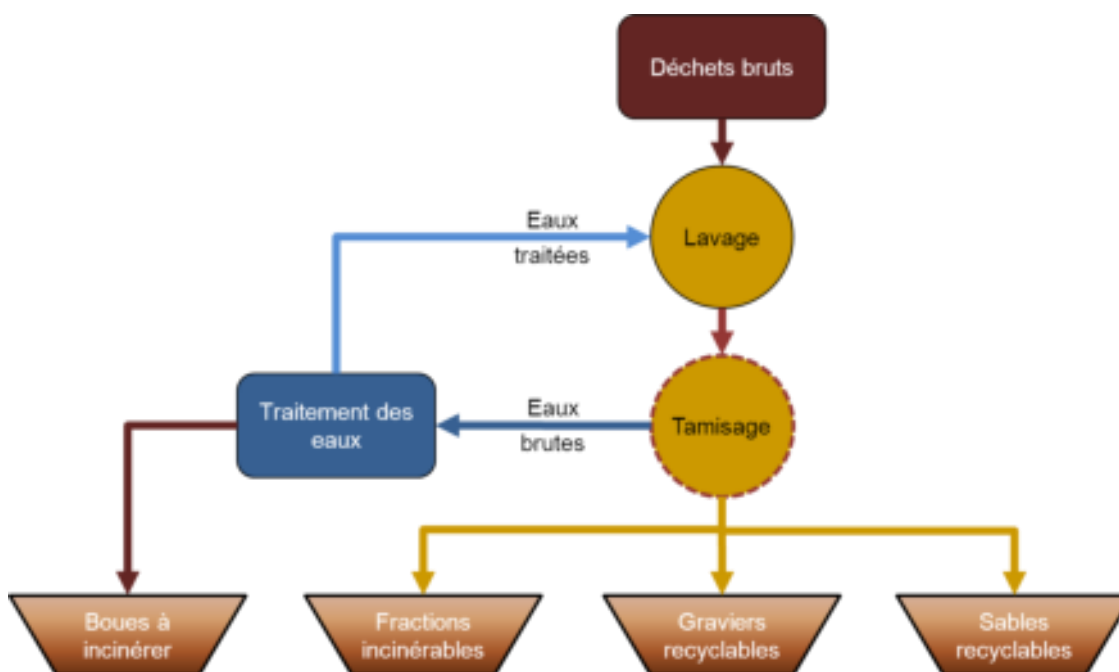 Déchets bruts
Eaux
traitées
Lavage
Traitement des
eaux
Eaux
brutes
Tamisage
Boues à
incinérer
Fractions
incinérables
Graviers
recyclables
Sables
recyclables